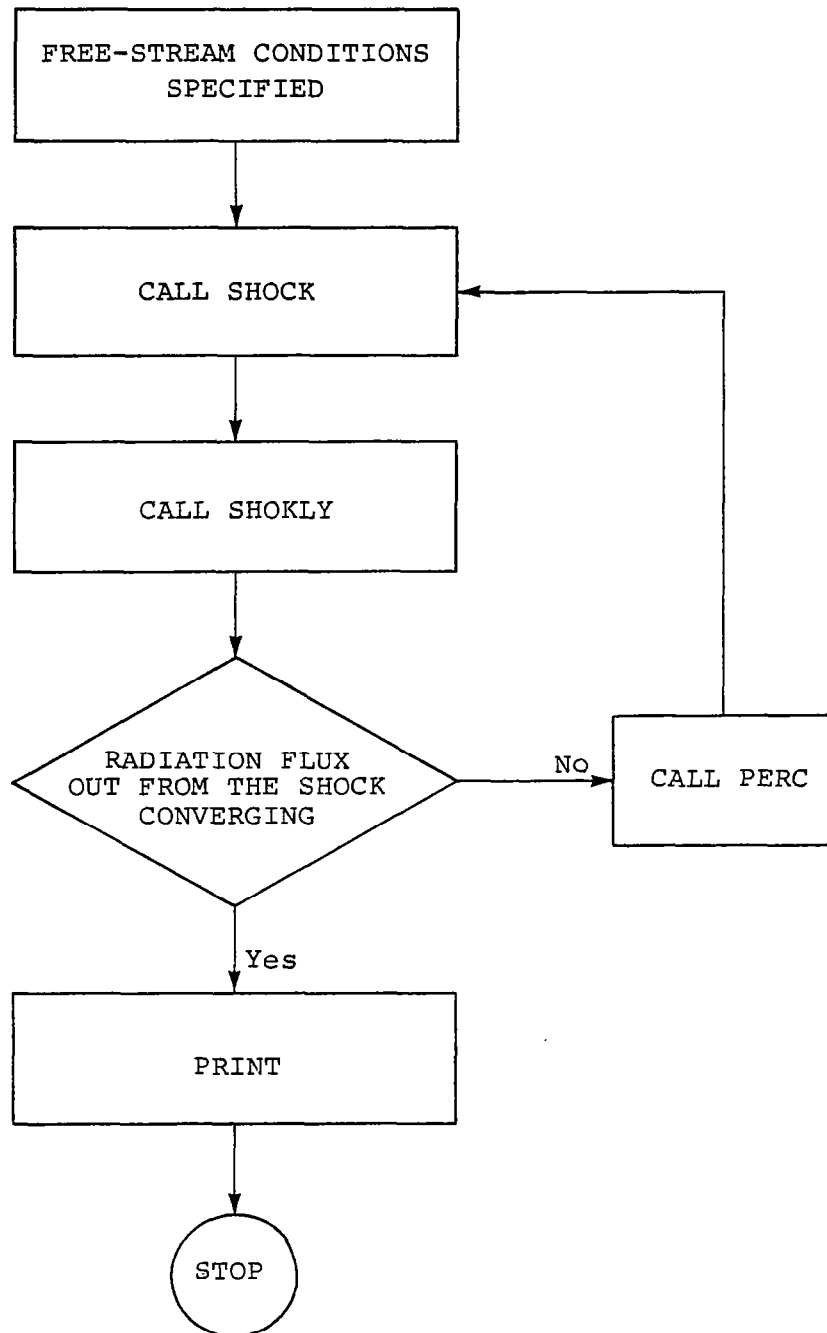 FREE-STREAM CONDITIONS
SPECIFIED
CALL SHOCK
CALL SHOKLY
RADIATION FLUX
OUT FROM THE SHOCK
CONVERGING
No
CALL PERC
Yes
PRINT
STOP